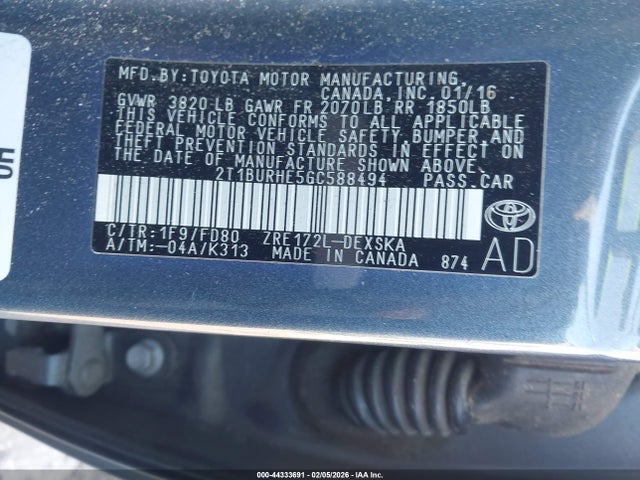 MFD.BY:TOYOTA MOTOR MANUFACTURING
CANADA,INC.01/16
GVWR 3820 LB GAWR FR 2070LB RR 1850LB
THIS VEHICLE CONFORMS TO ALL APPLICABLE
FEDERAL MOTOR VEHICLE SAFETY,BUMPER AND
THEFT PREVENTION STANDARDS IN EFFECT ON
THE DATE OF MANUFACTURE SHOWN ABOVE.
2T1BURHE5GC588494 PASS.CAR
C/TR:1F9/FD80 ZRE172L-DEXSKA
A/TM:-04A/K313 MADE IN CANADA 874
AD
000-44333691 - 02/05/2026 - COPART